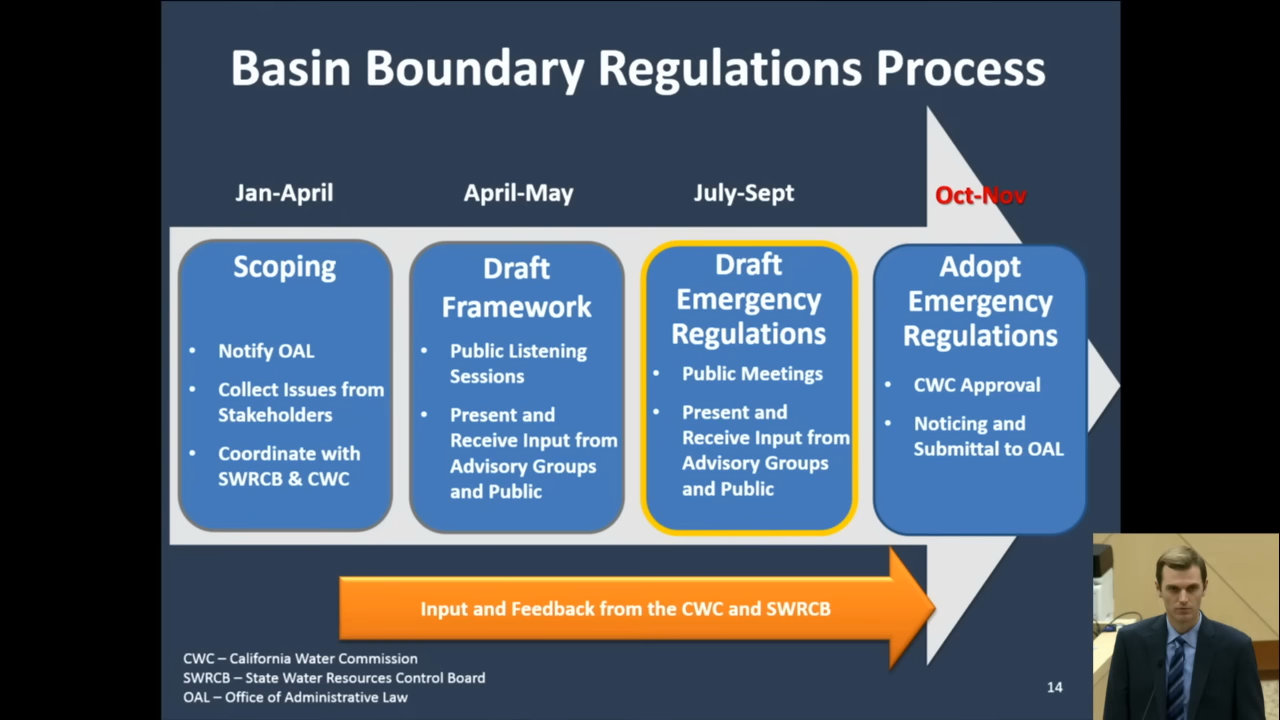 Basin Boundary Regulations Process
Jan-April
April-May
July-Sept
Oct-Nov
Scoping
• Notify OAL
• Collect Issues from
Stakeholders
• Coordinate with
SWRCB & CWC
Draft
Framework
• Public Listening
Sessions
• Present and
Receive Input from
Advisory Groups
and Public
Draft
Emergency
Regulations
• Public Meetings
• Present and
Receive Input from
Advisory Groups
and Public
Adopt
Emergency
Regulations
• CWC Approval
• Noticing and
Submittal to OAL
Input and Feedback from the CWC and SWRCB
CWC – California Water Commission
SWRCB – State Water Resources Control Board
OAL – Office of Administrative Law
14